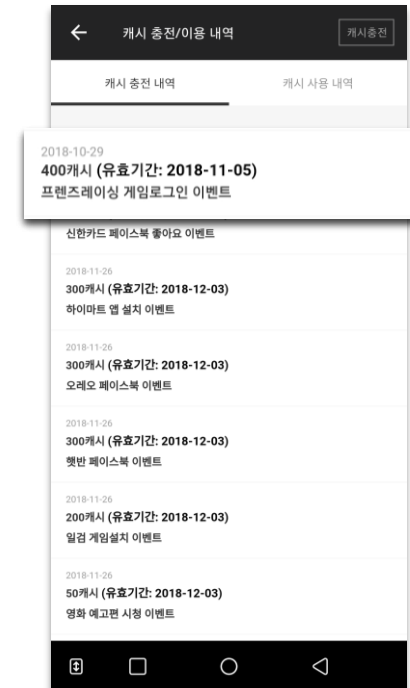 캐시 충전/이용 내역
캐시충전
캐시 충전 내역
캐시 사용 내역
2018-10-29
400캐시 (유효기간: 2018-11-05)
프렌즈레이싱 게임로그인 이벤트
신한카드 페이스북 좋아요 이벤트
2018-11-26
300캐시 (유효기간: 2018-12-03)
하이마트 앱 설치 이벤트
2018-11-26
300캐시 (유효기간: 2018-12-03)
오레오 페이스북 이벤트
2018-11-26
300캐시 (유효기간: 2018-12-03)
햇반 페이스북 이벤트
2018-11-26
200캐시 (유효기간: 2018-12-03)
일검 게임설치 이벤트
2018-11-26
50캐시 (유효기간: 2018-12-03)
영화 예고편 시청 이벤트